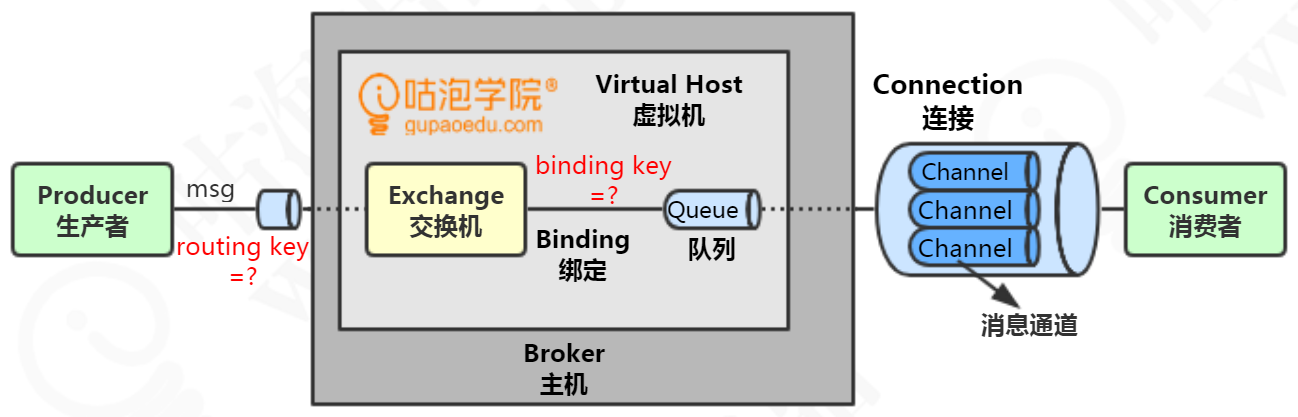 Producer
生产者
msg
routing key
=?
咕泡学院®
gupaoedu.com
Virtual Host
虚拟机
Exchange
交换机
binding key
=?
Binding
绑定
Queue
队列
Broker
主机
Connection
连接
Channel
Channel
Channel
消息通道
Consumer
消费者